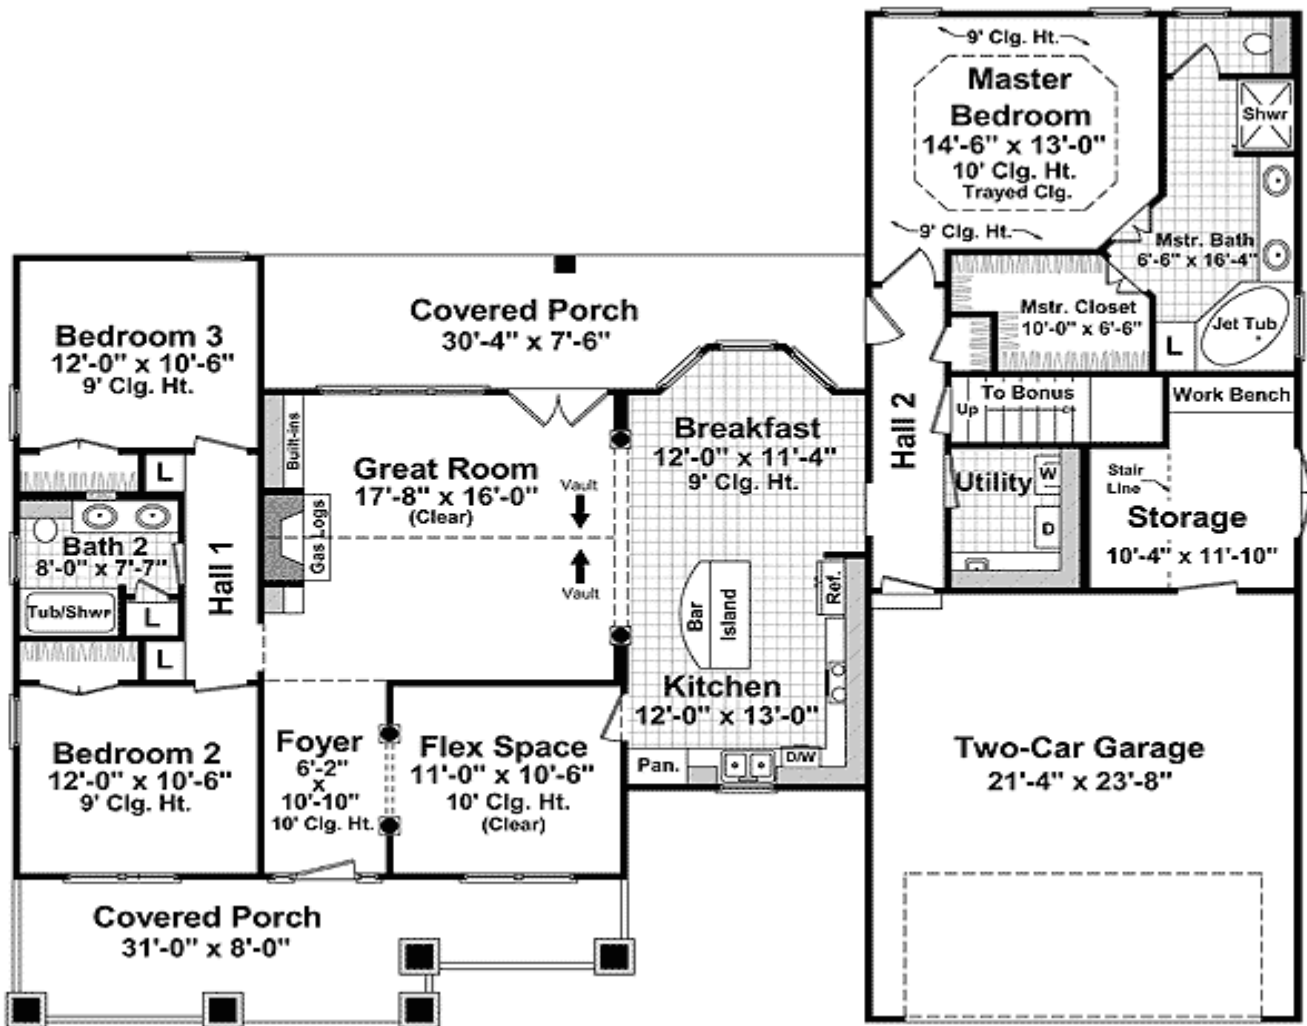 9' Clg. Ht.
Master
Bedroom
14'-6" x 13'-0"
10' Clg. Ht.
Trayed Clg.
9' Clg. Ht.
Shwr
Mstr. Bath
6'-6" x 16'-4"
Jet Tub
L
Mstr. Closet
10'-0" x 6'-6"
Covered Porch
30'-4" x 7'-6"
Bedroom 3
12'-0" x 10'-6"
9' Clg. Ht.
L
Bath 2
8'-0" x 7'-7"
Tub/Shwr
L
L
Hall 1
Built-ins
Gas Logs
Great Room
17'-8" x 16'-0"
(Clear)
Vault
Vault
Breakfast
12'-0" x 11'-4"
9' Clg. Ht.
Hall 2
To Bonus
Up
Work Bench
Utility
W
D
Stair
Line
Storage
10'-4" x 11'-10"
Bar
Island
Ref.
Kitchen
12'-0" x 13'-0"
Pan.
D/W
Bedroom 2
12'-0" x 10'-6"
9' Clg. Ht.
Foyer
6'-2"
x
10'-10"
10' Clg. Ht.
Flex Space
11'-0" x 10'-6"
10' Clg. Ht.
(Clear)
Two-Car Garage
21'-4" x 23'-8"
Covered Porch
31'-0" x 8'-0"